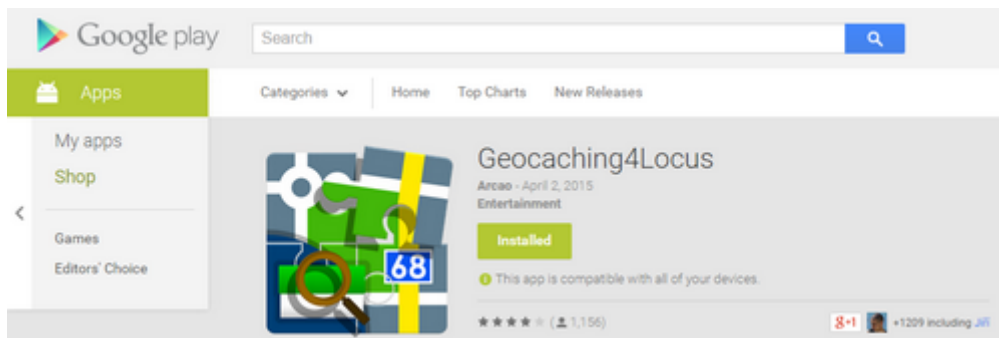 Google play
Search
Apps
Categories
Home
Top Charts
New Releases
My apps
Shop
Games
Editors' Choice
Geocaching4Locus
Arcao - April 2, 2015
Entertainment
Installed
This app is compatible with all of your devices.
68
(1,156)
g+1
+1209 including Jiří